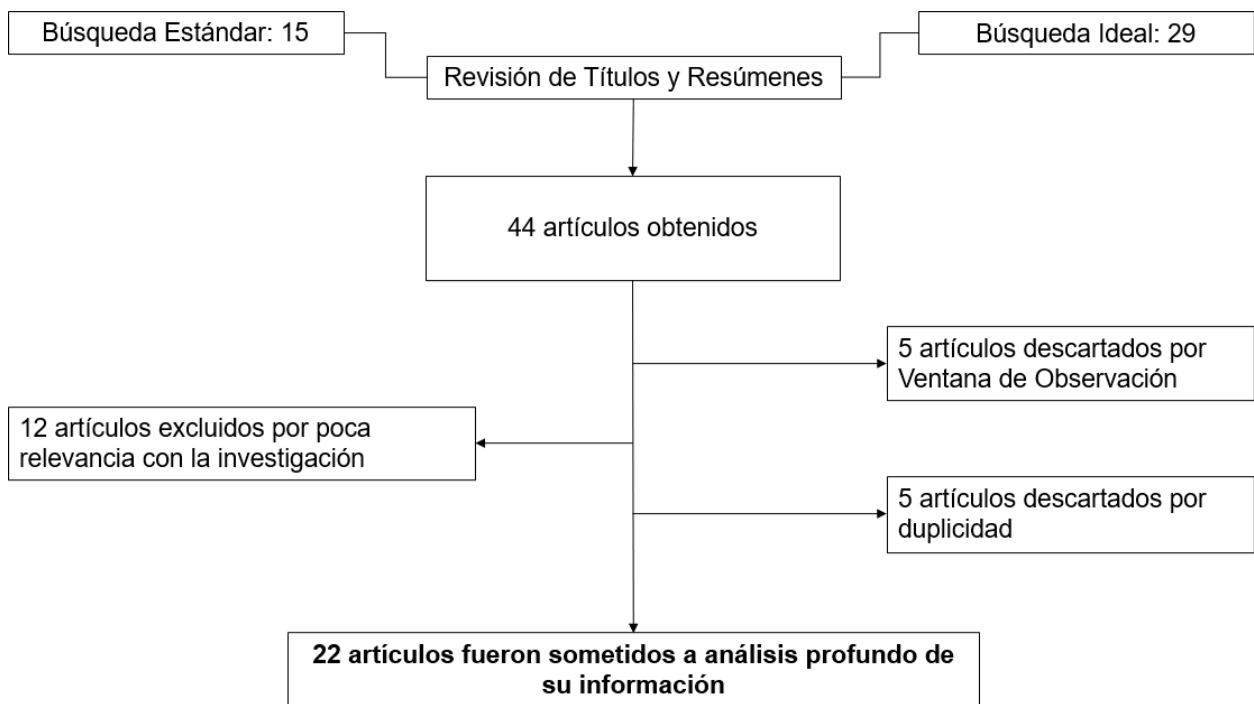 Búsqueda Estándar: 15
Búsqueda Ideal: 29
Revisión de Títulos y Resúmenes
44 artículos obtenidos
5 artículos descartados por
Ventana de Observación
12 artículos excluidos por poca
relevancia con la investigación
5 artículos descartados por
duplicidad
22 artículos fueron sometidos a análisis profundo de
su información